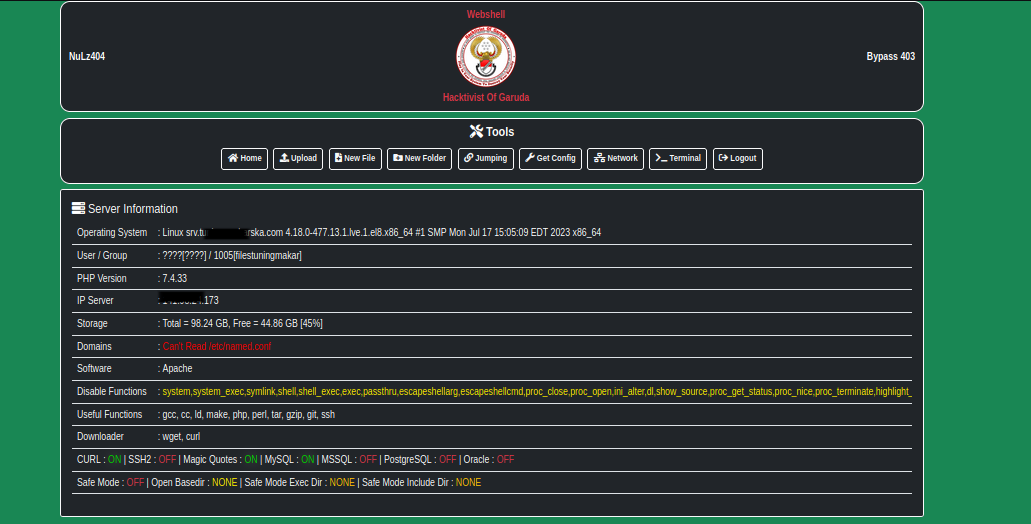 Webshell
NuLz404
Bypass 403
Hacktivist Of Garuda
Tools
Home Upload New File New Folder Jumping Get Config Network Terminal Logout
Server Information
Operating System : Linux srv.tu rska.com 4.18.0-477.13.1.lve.1.el8.x86_64 #1 SMP Mon Jul 17 15:05:09 EDT 2023 x86_64
User / Group : ????[????] / 1005[filestuningmakar]
PHP Version : 7.4.33
IP Server : .173
Storage : Total = 98.24 GB, Free = 44.86 GB [45%]
Domains : Can't Read /etc/named.conf
Software : Apache
Disable Functions : system,system_exec,symlink,shell,shell_exec,exec,passthru,escapeshellarg,escapeshellcmd,proc_close,proc_open,ini_alter,dl,show_source,proc_get_status,proc_nice,proc_terminate,highlight_
Useful Functions : gcc, cc, ld, make, php, perl, tar, gzip, git, ssh
Downloader : wget, curl
CURL : ON | SSH2 : OFF | Magic Quotes : ON | MySQL : ON | MSSQL : OFF | PostgreSQL : OFF | Oracle : OFF
Safe Mode : OFF | Open Basedir : NONE | Safe Mode Exec Dir : NONE | Safe Mode Include Dir : NONE